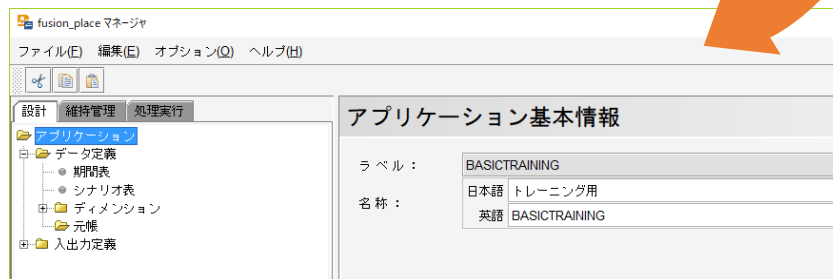 fusion_place マネージャ
ファイル(F) 編集(E) オプション(O) ヘルプ(H)
設計 維持管理 処理実行
アプリケーション
データ定義
期間表
シナリオ表
ディメンション
元帳
入出力定義
アプリケーション基本情報
ラベル： BASICTRAINING
名称： 日本語 トレーニング用
英語 BASICTRAINING